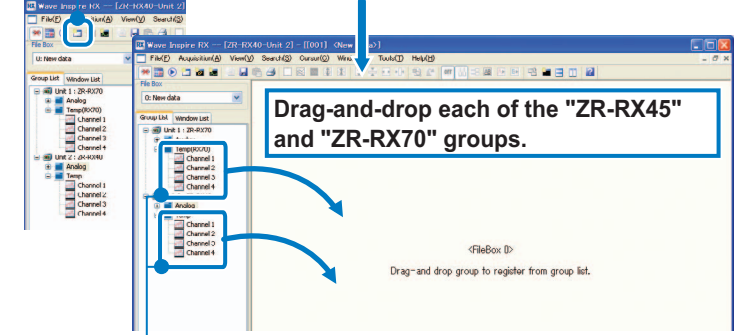 Wave Inspire RX -- [ZR-RX40-Unit 2]
File(F) Acquisition(A) View(V) Search(S)
File Box
0: New data
Group List Window List
Unit 1 : ZR-RX70
Analog
Temp(RX70)
Channel 1
Channel 2
Channel 3
Channel 4
Unit 2 : ZR-RX40
Analog
Temp
Channel 1
Channel 2
Channel 3
Channel 4
Wave Inspire RX -- [ZR-RX40-Unit 2] - [[001] <New data>]
File(F) Acquisition(A) View(V) Search(S) Cursor(C) Tools(T) Help(H)
File Box
0: New data
Group List Window List
Unit 1 : ZR-RX70
Temp(RX70)
Channel 1
Channel 2
Channel 3
Channel 4
Analog
Channel 1
Channel 2
Channel 3
Channel 4
Drag-and-drop each of the "ZR-RX45"
and "ZR-RX70" groups.
<FileBox 0>
Drag-and drop group to register from group list.